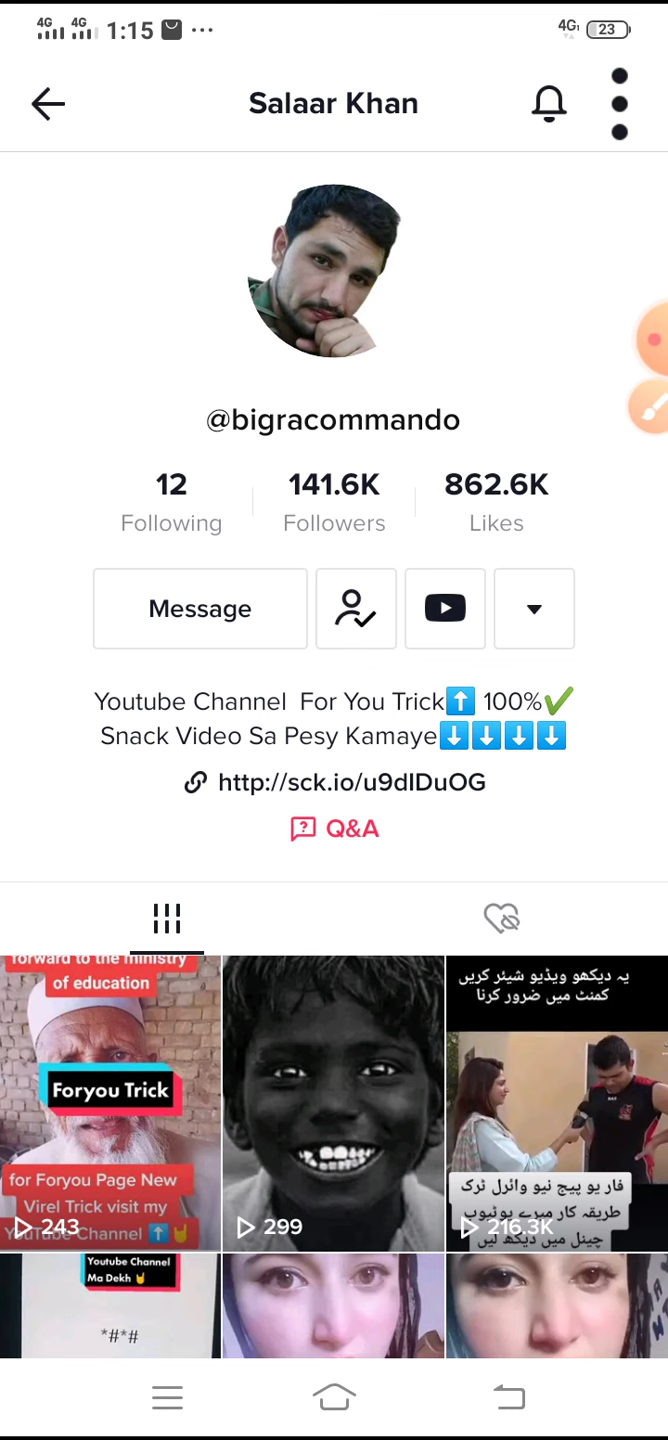 4G 4G 1:15 ... 4G 23
Salaar Khan
@bigracommando
12 141.6K 862.6K
Following Followers Likes
Message
Youtube Channel For You Trick⬆️ 100%✔️
Snack Video Sa Pesy Kamaye⬇️⬇️⬇️⬇️
http://sck.io/u9dlDuOG
Q&A
forward to the ministry
of education
Foryou Trick
for Foryou Page New
Virel Trick visit my
YouTube Channel ⬆️🤘
243
299
یہ دیکھو ویڈیو شیئر کریں
کمنٹ میں ضرور کرنا
فار یو پیج نیو وائرل ٹرک
طریقہ کار میرے یوٹیوب
چینل میں دیکھ لیں
216.3K
Youtube Channel
Ma Dekh 🤘
*#*#